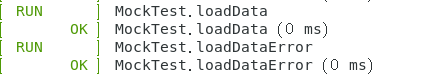 RUN ] MockTest.loadData
OK ] MockTest.loadData (0 ms)
RUN ] MockTest.loadDataError
OK ] MockTest.loadDataError (0 ms)